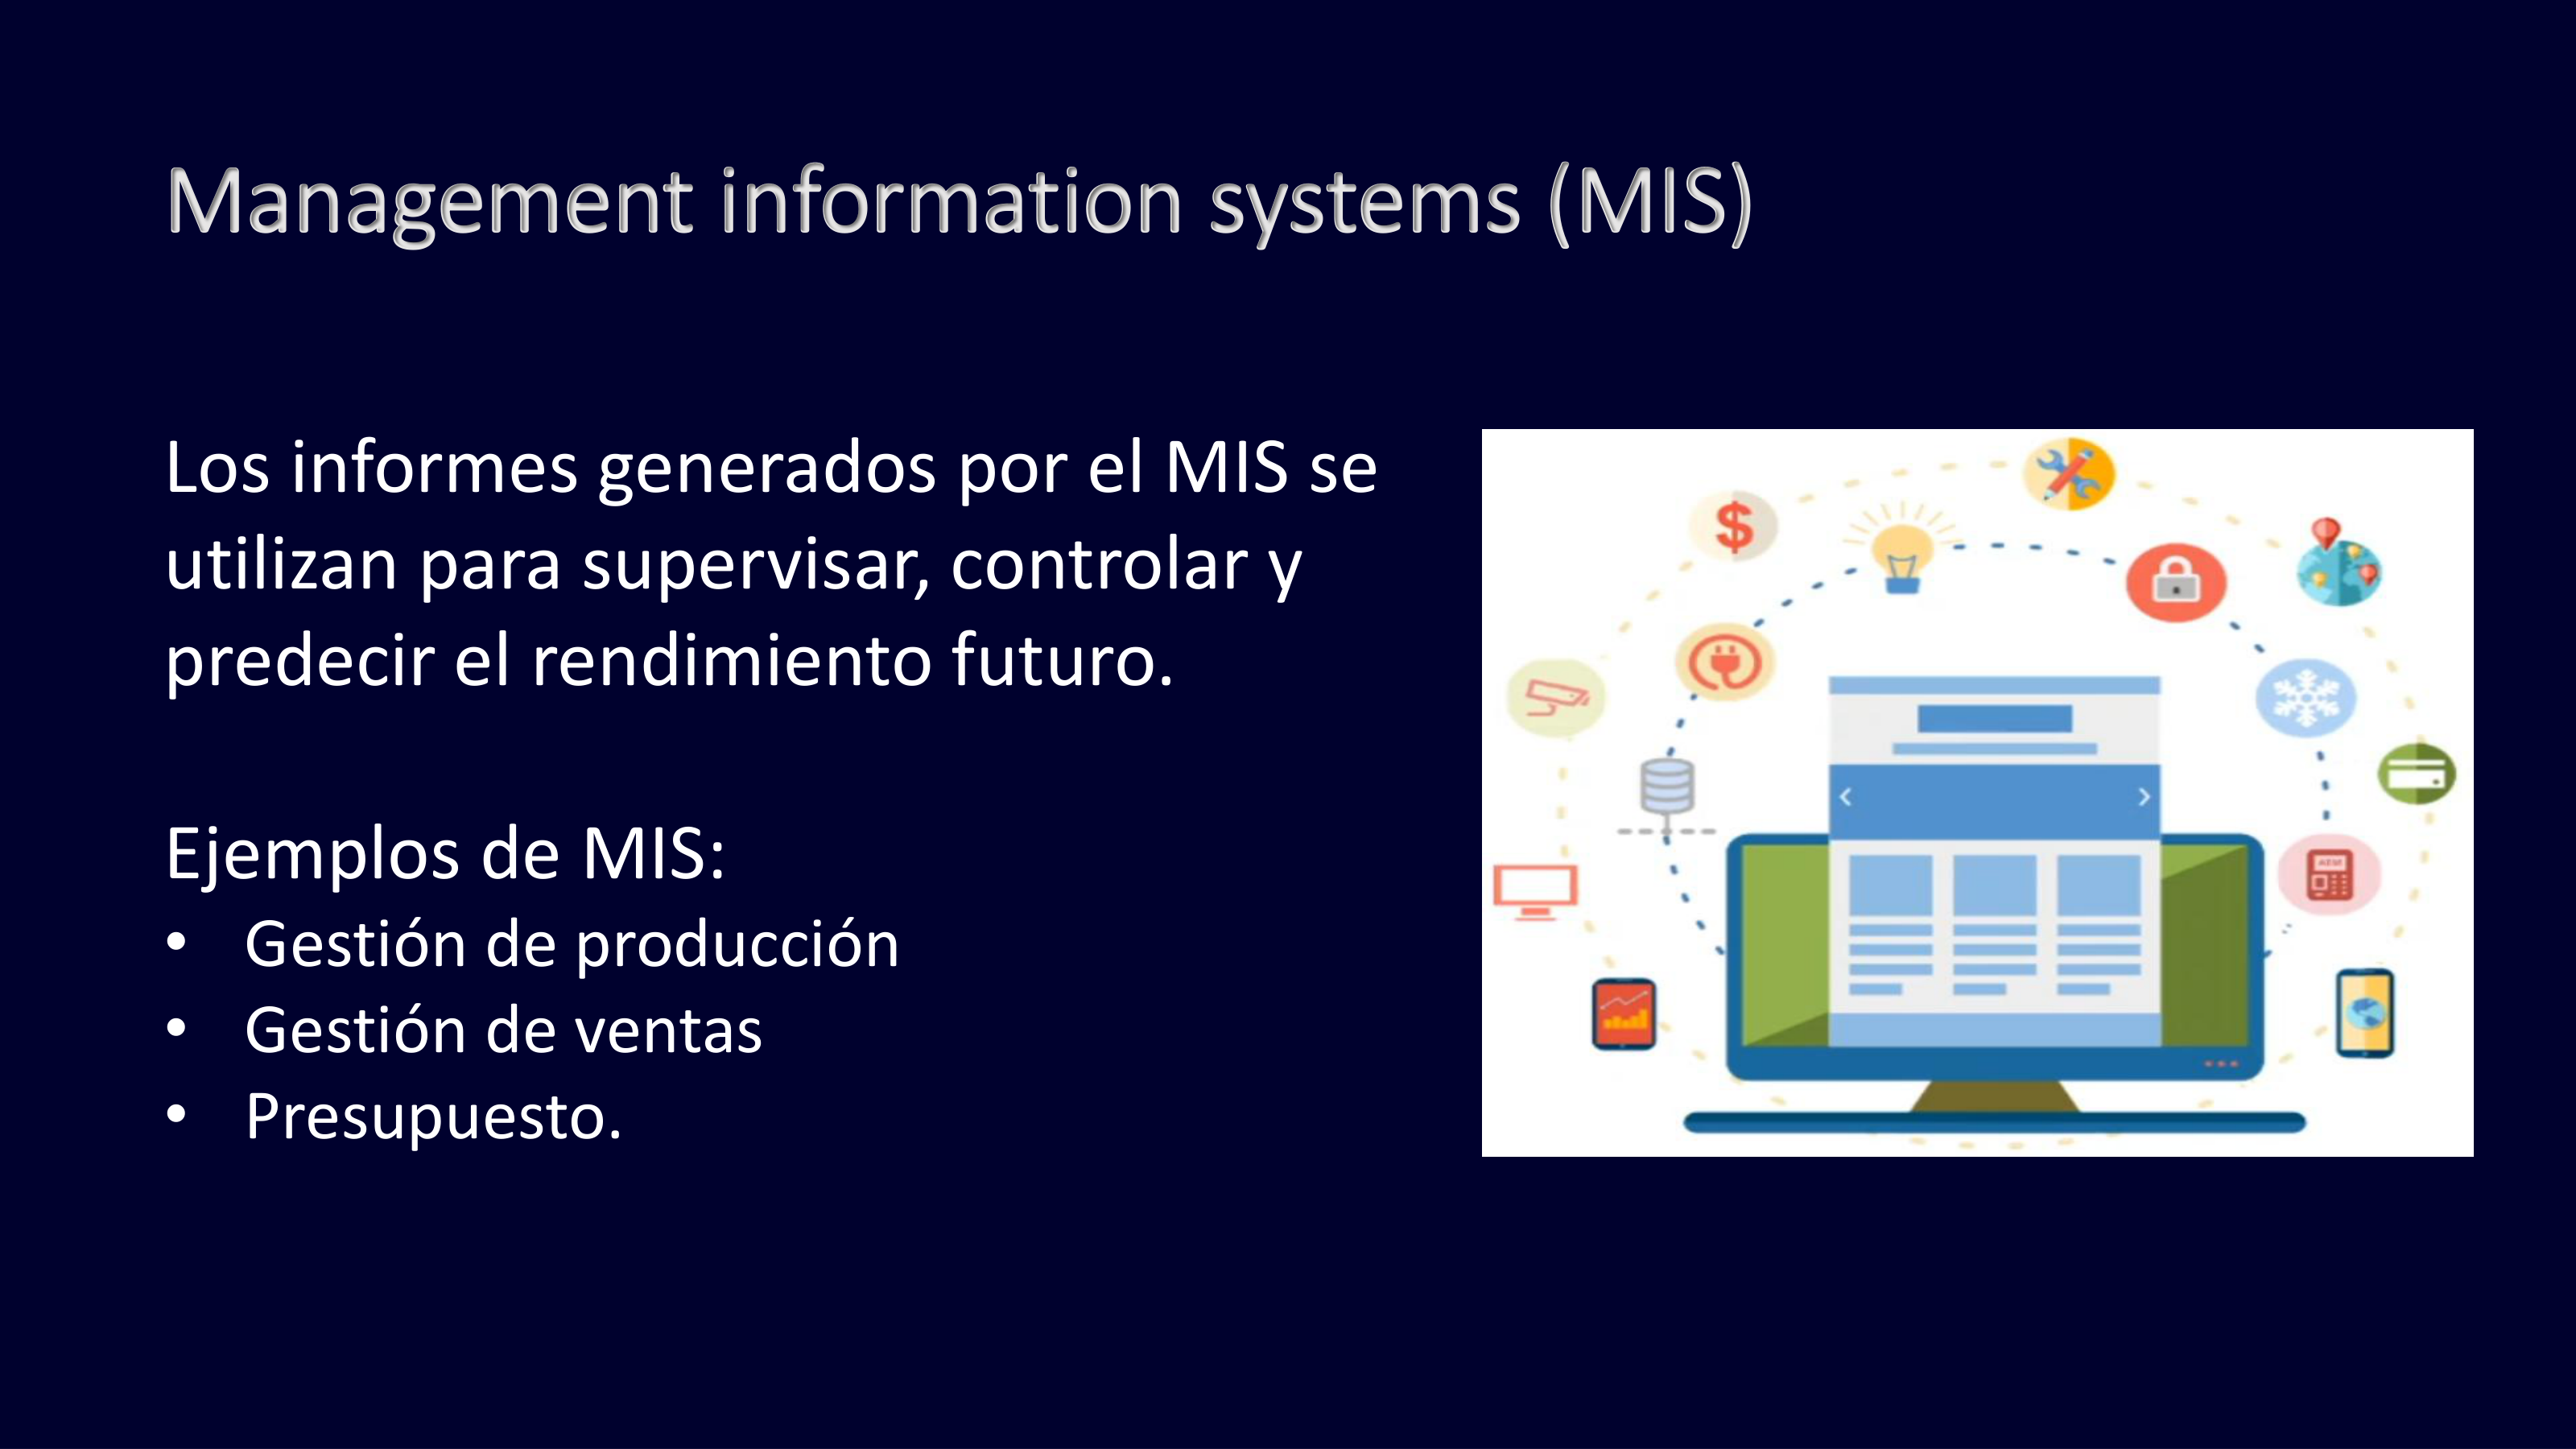 Management information systems (MIS)
Los informes generados por el MIS se
utilizan para supervisar, controlar y
predecir el rendimiento futuro.
Ejemplos de MIS:
• Gestión de producción
• Gestión de ventas
• Presupuesto.
$